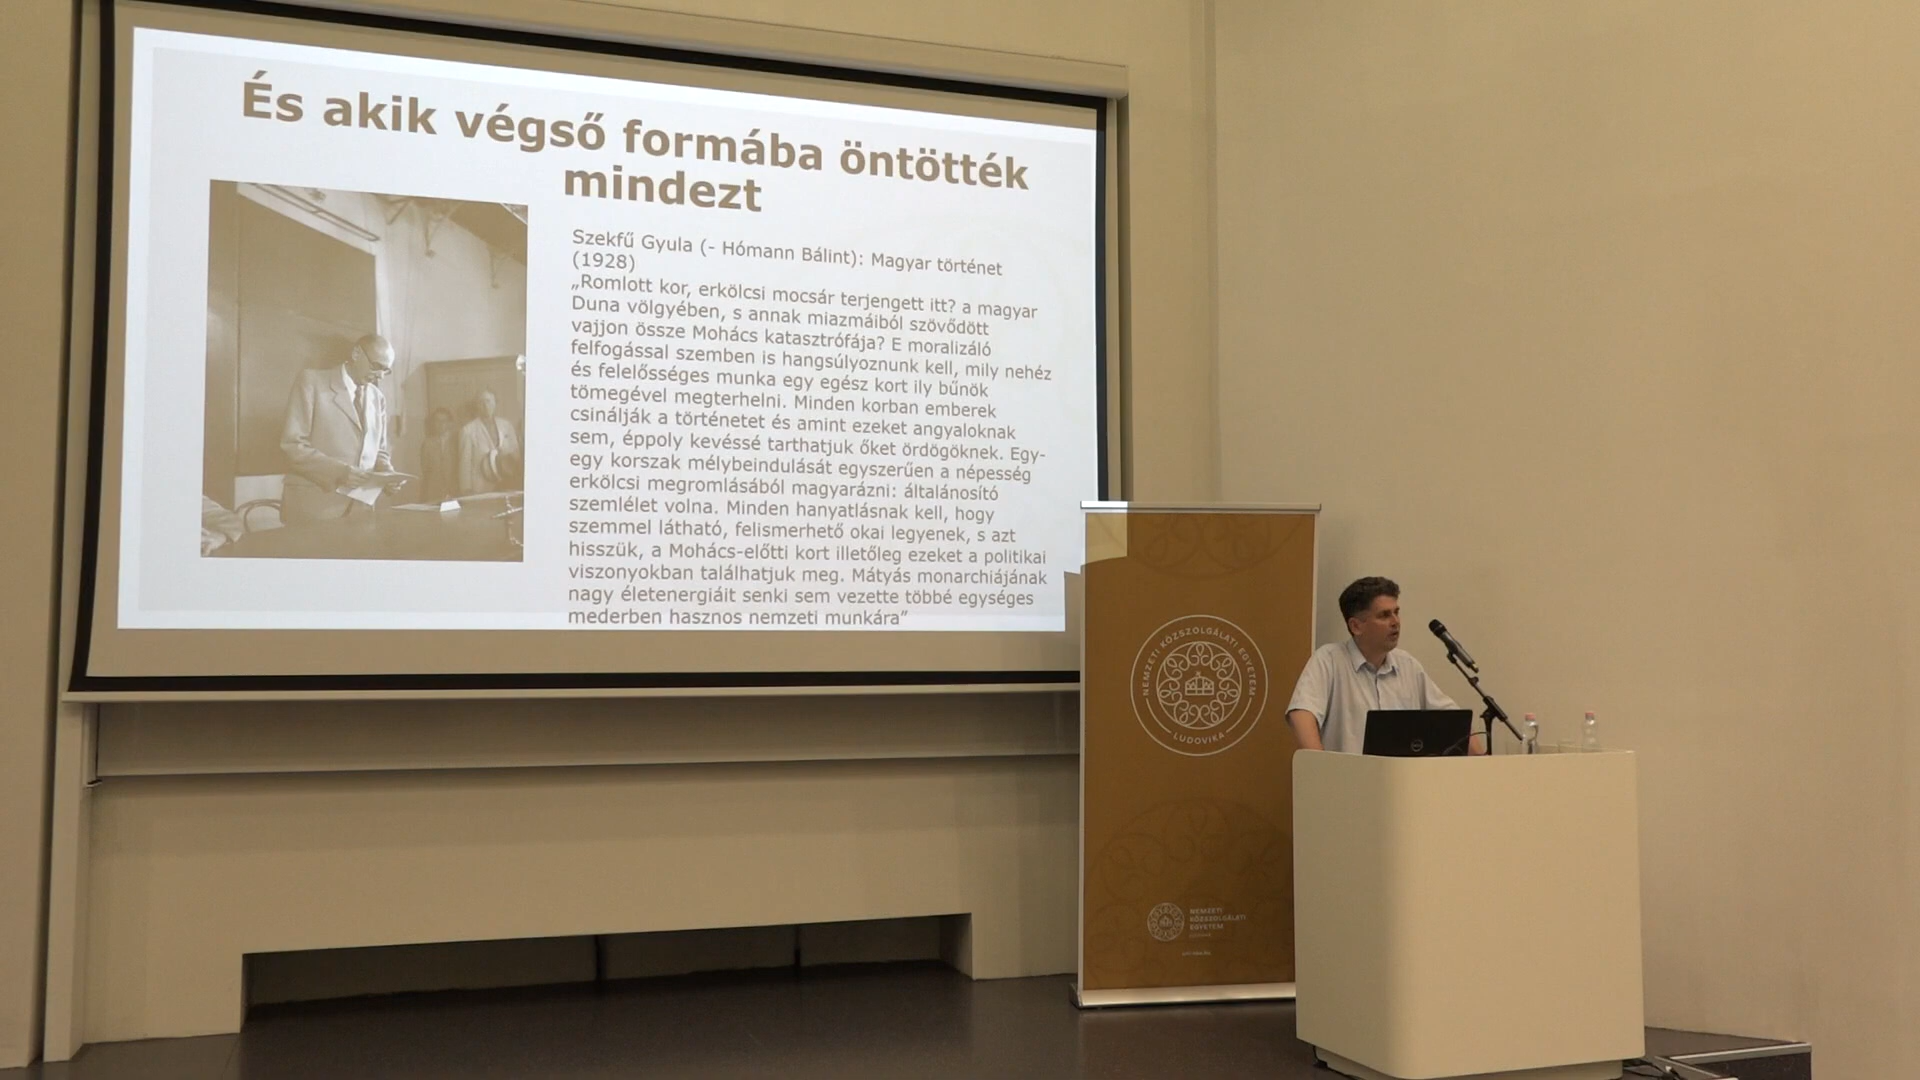 És akik végső formába öntötték
mindezt
Szekfű Gyula (- Hómann Bálint): Magyar történet
(1928)
„Romlott kor, erkölcsi mocsár terjengett itt? a magyar
Duna völgyében, s annak miazmáiból szövődött
vajjon össze Mohács katasztrófája? E moralizáló
felfogással szemben is hangsúlyoznunk kell, mily nehéz
és felelősséges munka egy egész kort ily bűnök
tömegével megterhelni. Minden korban emberek
csinálják a történetet és amint ezeket angyaloknak
sem, éppoly kevéssé tarthatjuk őket ördögöknek. Egy-
egy korszak mélybeindulását egyszerűen a népesség
erkölcsi megromlásából magyarázni: általánosító
szemlélet volna. Minden hanyatlásnak kell, hogy
szemmel látható, felismerhető okai legyenek, s azt
hisszük, a Mohács-előtti kort illetőleg ezeket a politikai
viszonyokban találhatjuk meg. Mátyás monarchiájának
nagy életenergiáit senki sem vezette többé egységes
mederben hasznos nemzeti munkára”
NEMZETI KÖZSZOLGÁLATI EGYETEM
LUDOVIKA
NEMZETI
KÖZSZOLGÁLATI
EGYETEM